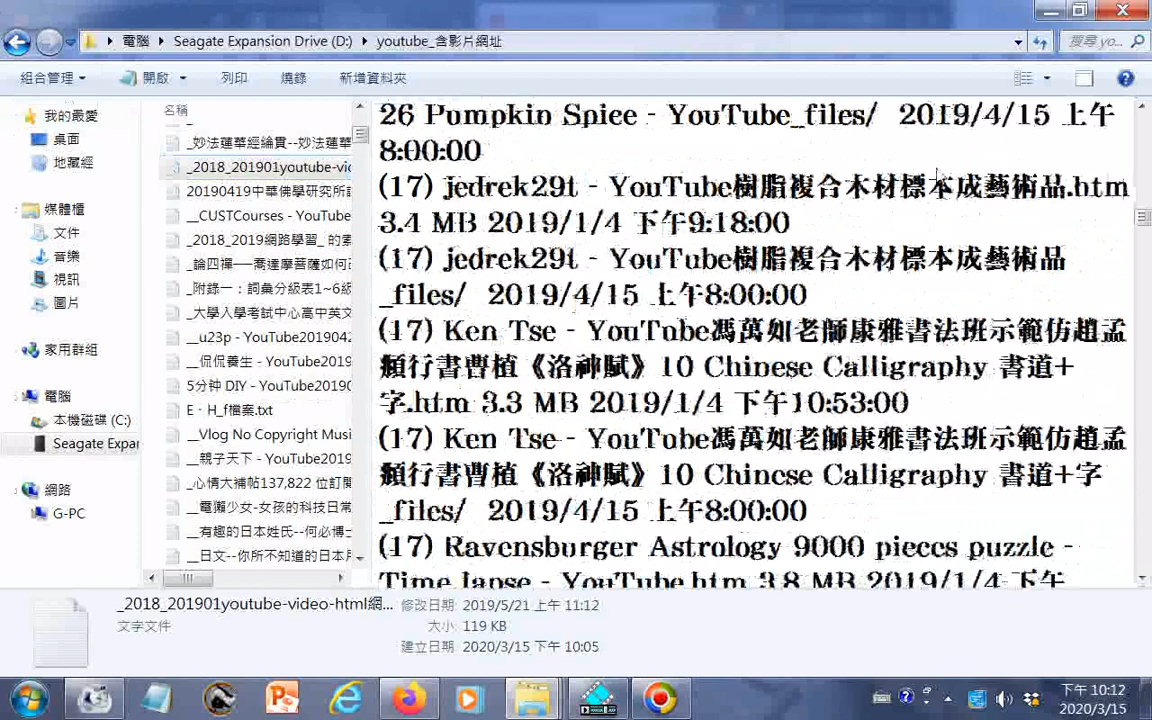 電腦 ▸ Seagate Expansion Drive (D:) ▸ youtube_含影片網址
搜尋 yo...
組合管理 開啟 列印 燒錄 新增資料夾
我的最愛
桌面
地藏經
媒體櫃
文件
音樂
視訊
圖片
家用群組
電腦
本機磁碟 (C:)
Seagate Expan
網路
G-PC
名稱
_妙法蓮華經論貫--妙法蓮華
_2018_201901youtube-vid
20190419中華佛學研究所
__CUSTCourses - YouTube
_2018_2019網路學習_ 的
_論四禪──喬達摩菩薩如何
_附錄一：詞彙分級表1~6級
_大學入學考試中心高中英文
__u23p - YouTube201904
__侃侃養生 - YouTube2019
5分钟 DIY - YouTube20190
E‧H_f檔案.txt
__Vlog No Copyright Musi
__親子天下 - YouTube2019
_心情大補帖137,822 位訂閱
__電獺少女-女孩的科技日常
__有趣的日本姓氏--何必博士
__日文--你所不知道的日本
26 Pumpkin Spice - YouTube_files/ 2019/4/15 上午
8:00:00
(17) jedrek29t - YouTube樹脂複合木材標本成藝術品.htm
3.4 MB 2019/1/4 下午9:18:00
(17) jedrek29t - YouTube樹脂複合木材標本成藝術品
_files/ 2019/4/15 上午8:00:00
(17) Ken Tse - YouTube馮萬如老師康雅書法班示範仿趙孟
頫行書曹植《洛神賦》10 Chinese Calligraphy 書道+
字.htm 3.3 MB 2019/1/4 下午10:53:00
(17) Ken Tse - YouTube馮萬如老師康雅書法班示範仿趙孟
頫行書曹植《洛神賦》10 Chinese Calligraphy 書道+字
_files/ 2019/4/15 上午8:00:00
(17) Ravensburger Astrology 9000 pieces puzzle -
Time lapse - YouTube.htm 3.8 MB 2019/1/4 下午
_2018_201901youtube-video-html網...
文字文件
修改日期: 2019/5/21 上午 11:12
大小: 119 KB
建立日期: 2020/3/15 下午 10:05
下午 10:12
2020/3/15